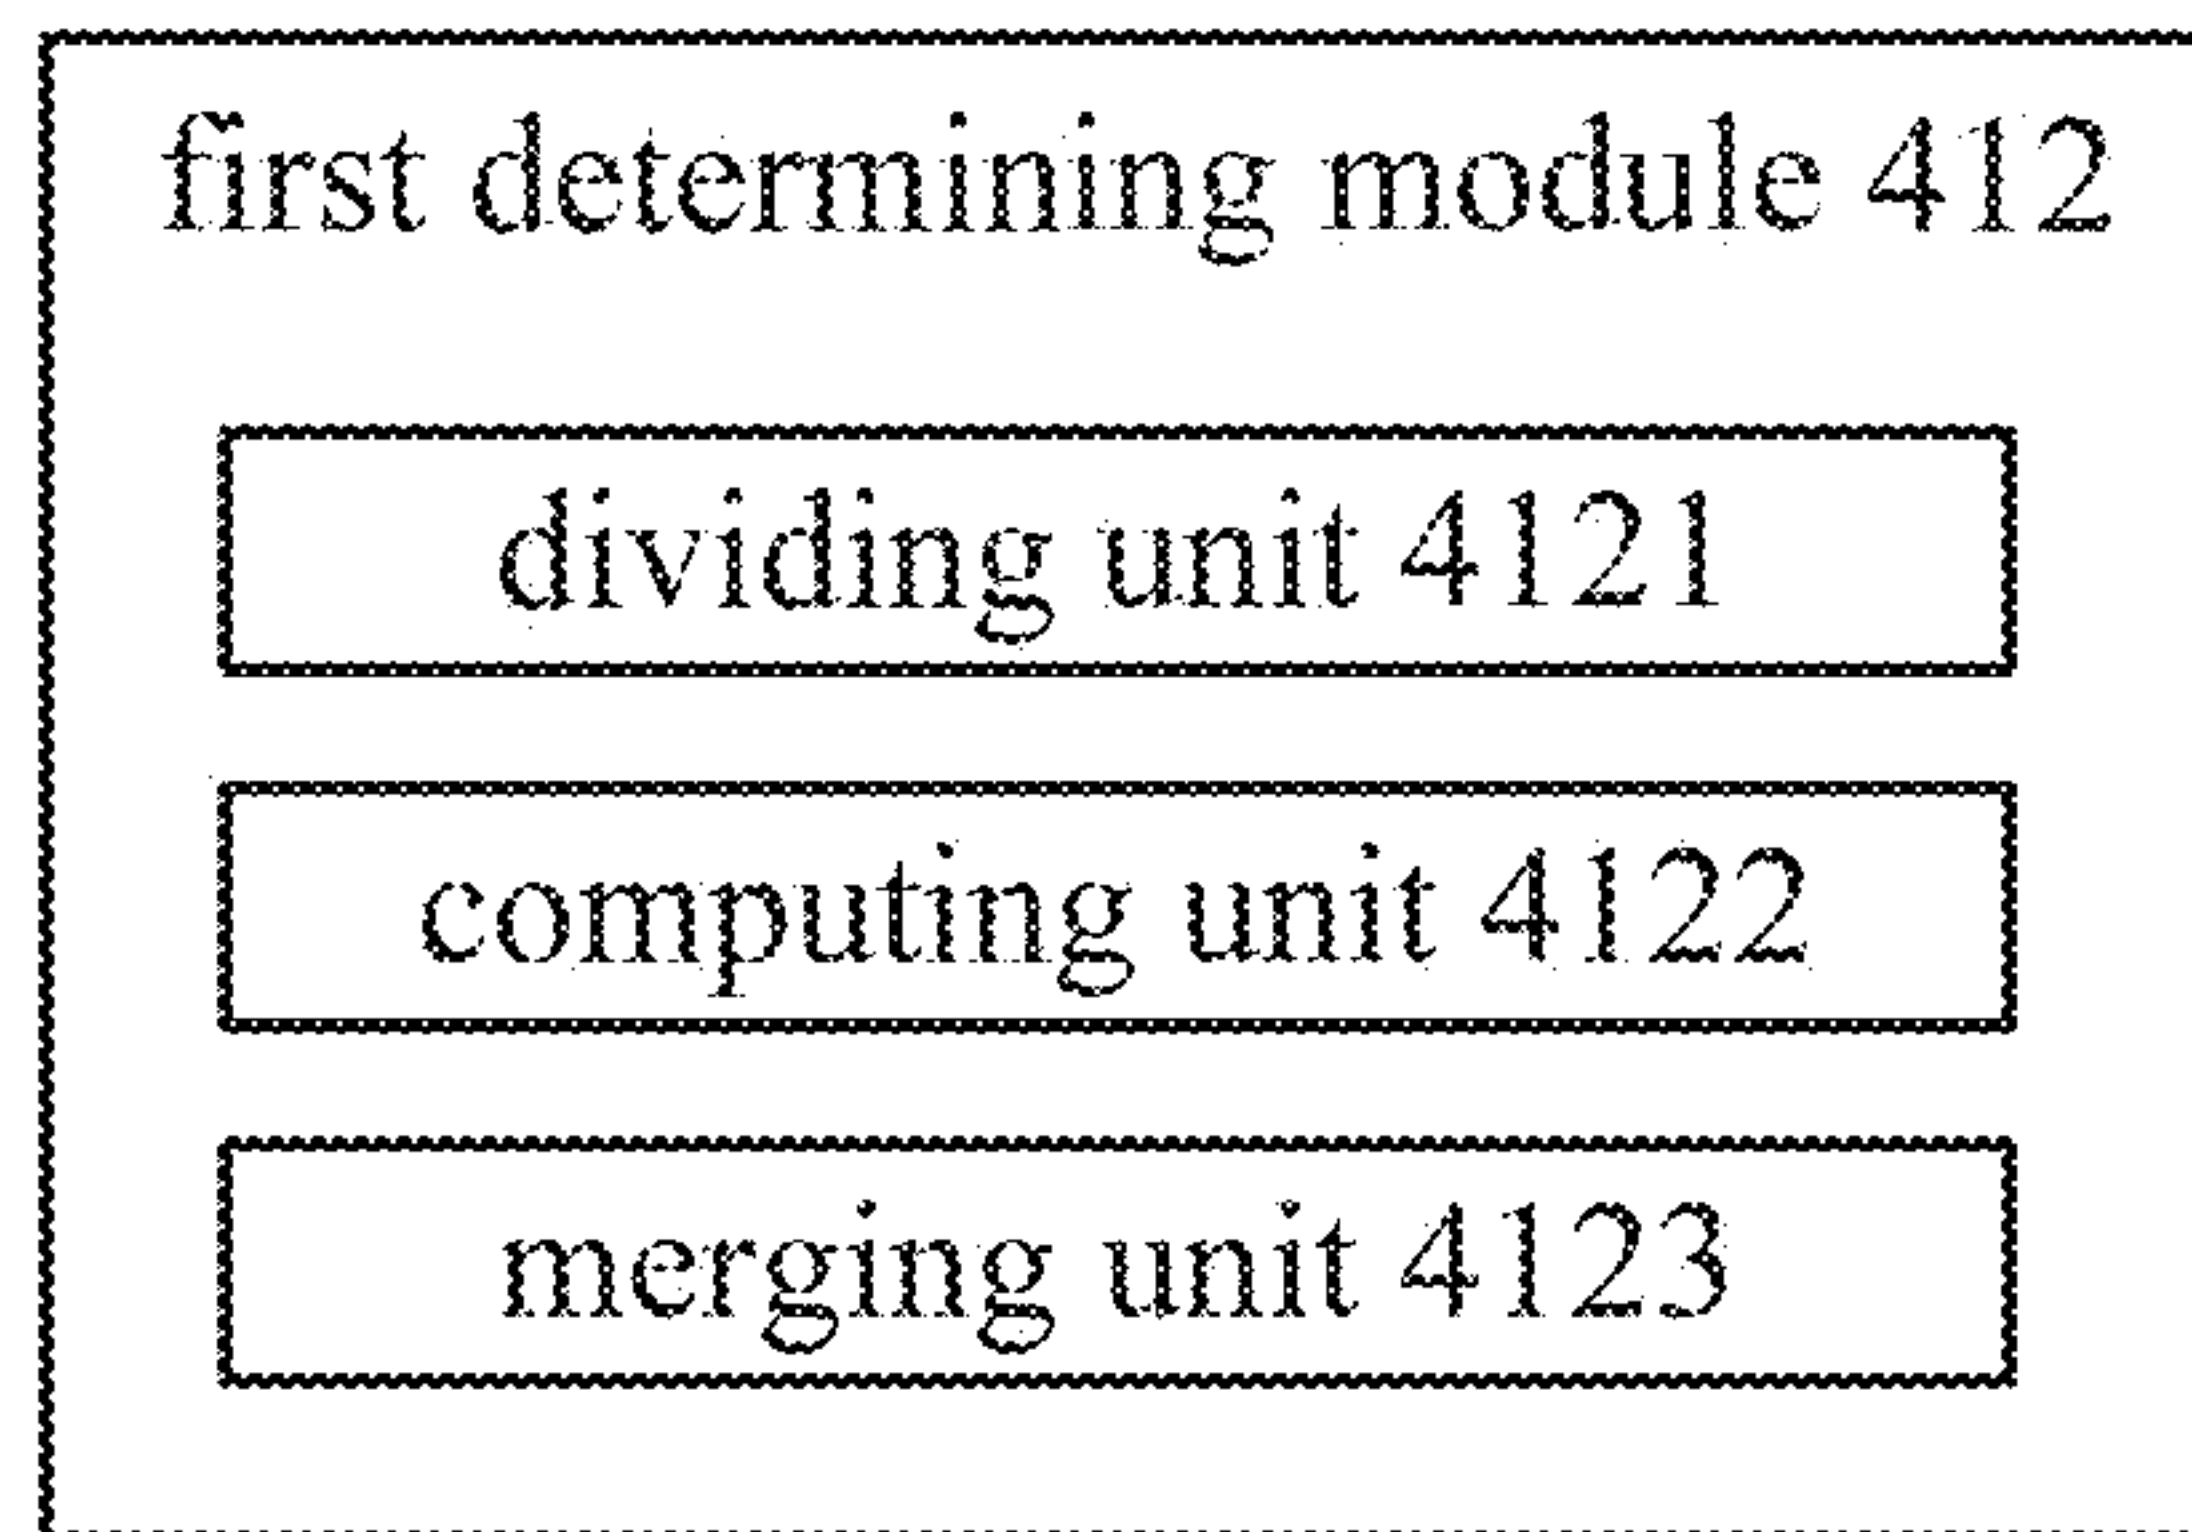 first determining module 412
dividing unit 4121
computing unit 4122
merging unit 4123